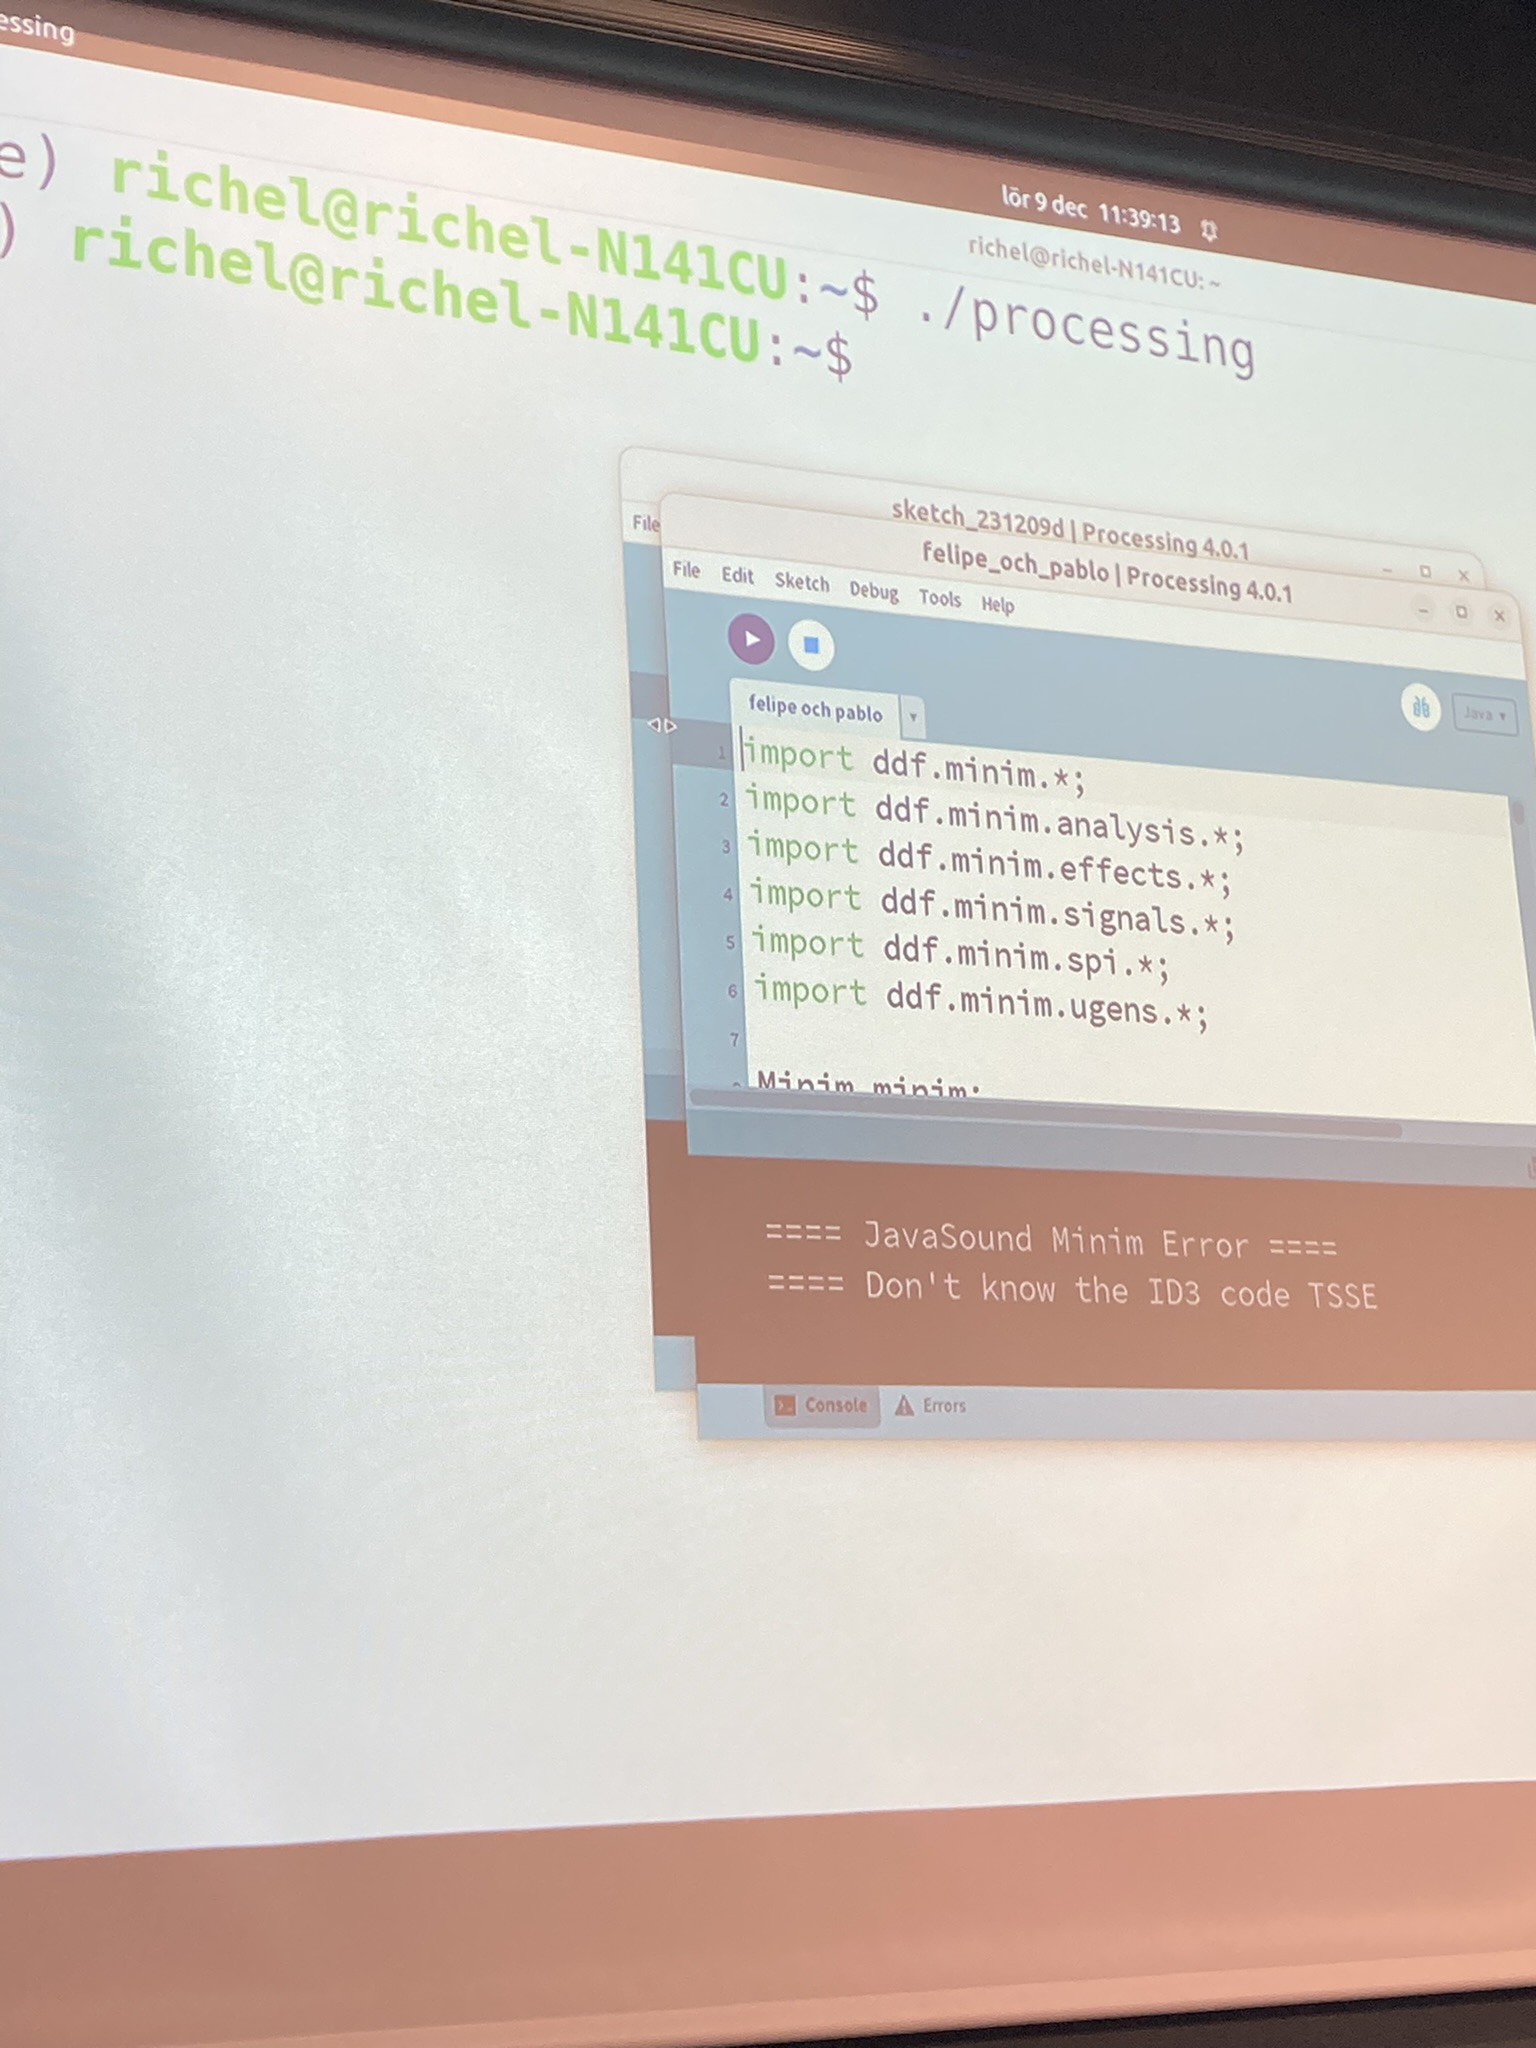 essing
lör 9 dec 11:39:13
richel@richel-N141CU: ~
e) richel@richel-N141CU:~$ ./processing
) richel@richel-N141CU:~$
sketch_231209d | Processing 4.0.1
File
felipe_och_pablo | Processing 4.0.1
File Edit Sketch Debug Tools Help
Java
felipe och pablo
1 import ddf.minim.*;
2 import ddf.minim.analysis.*;
3 import ddf.minim.effects.*;
4 import ddf.minim.signals.*;
5 import ddf.minim.spi.*;
6 import ddf.minim.ugens.*;
7
Minim minim;
==== JavaSound Minim Error ====
==== Don't know the ID3 code TSSE
Console Errors